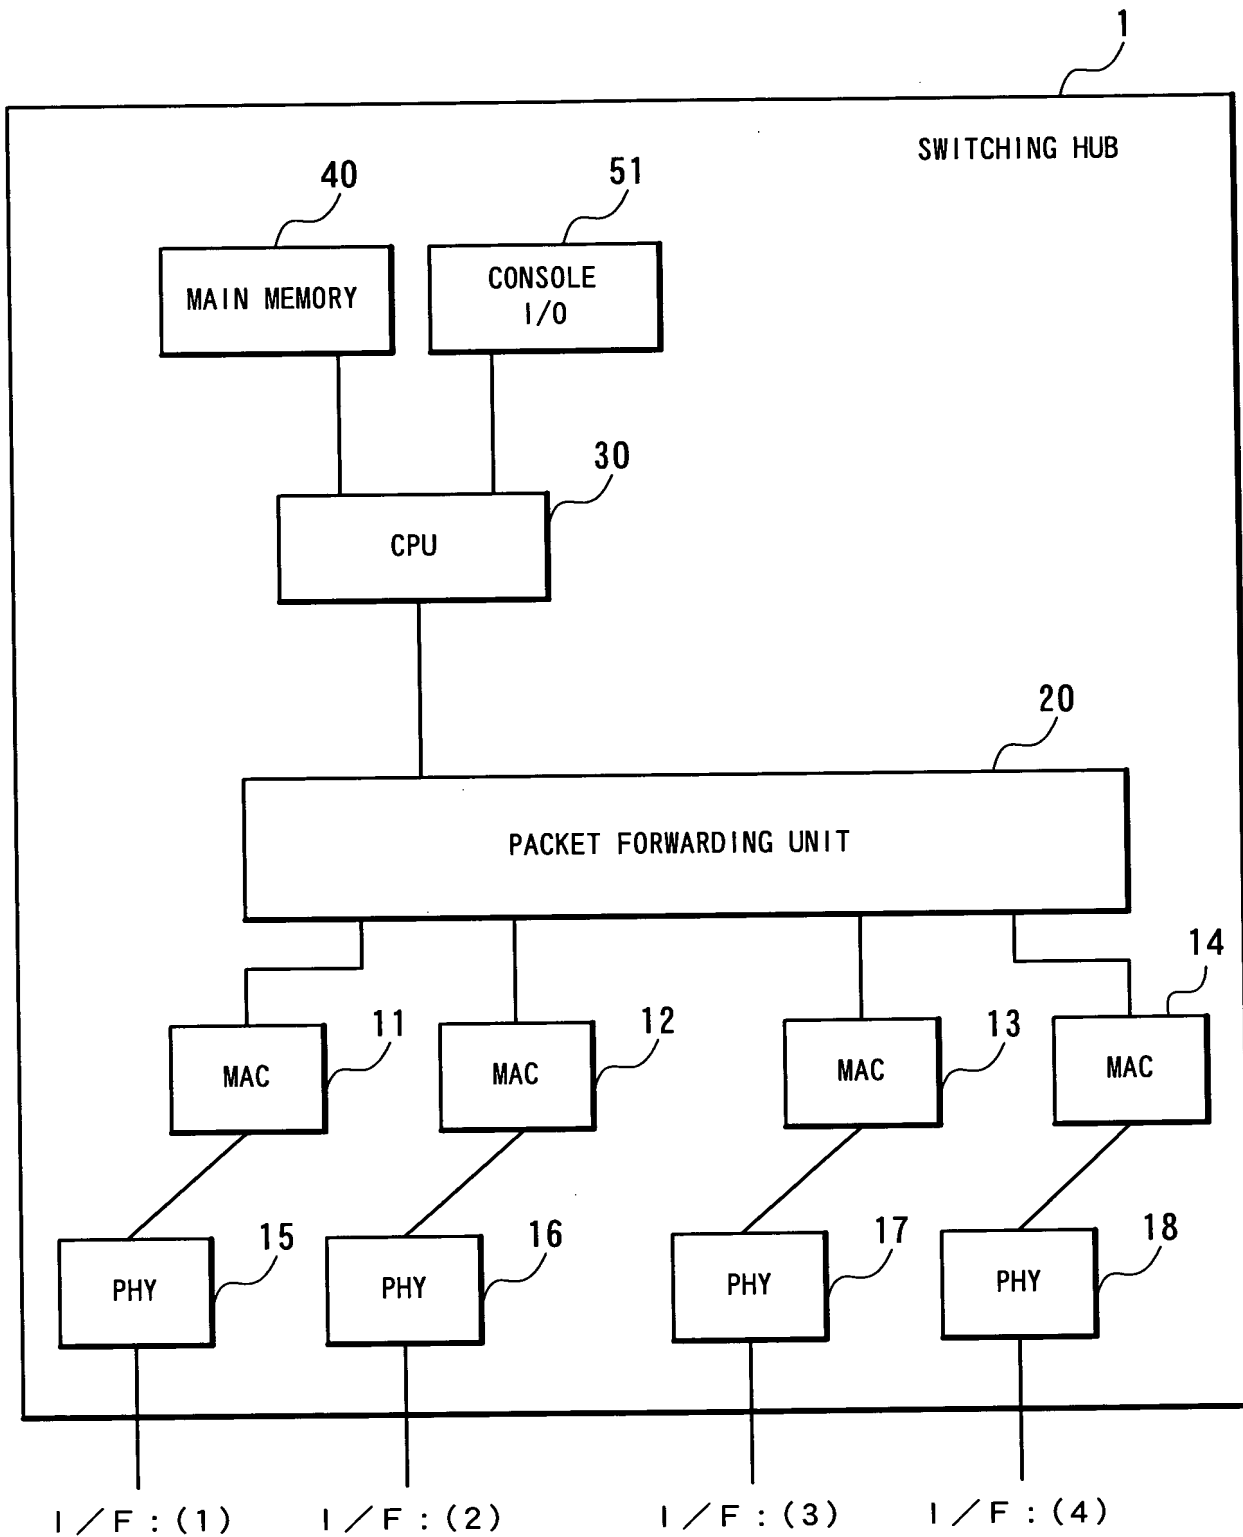 1
SWITCHING HUB
40
51
MAIN MEMORY
CONSOLE
I/O
30
CPU
20
PACKET FORWARDING UNIT
14
11
12
13
MAC
MAC
MAC
MAC
15
16
17
18
PHY
PHY
PHY
PHY
I/F:(1)
I/F:(2)
I/F:(3)
I/F:(4)